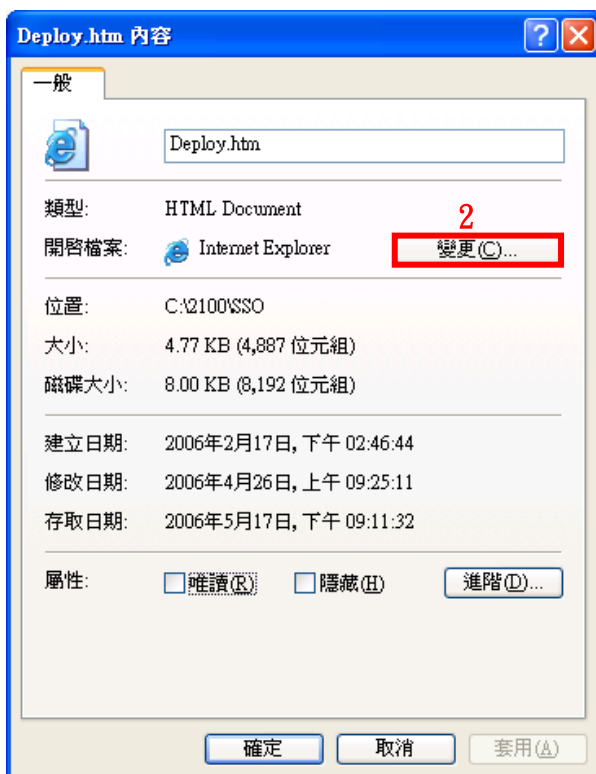 Deploy.htm 內容
一般
Deploy.htm
類型: HTML Document
2
開啓檔案: Internet Explorer 變更(C)...
位置: C:\2100\SSO
大小: 4.77 KB (4,887 位元組)
磁碟大小: 8.00 KB (8,192 位元組)
建立日期: 2006年2月17日, 下午 02:46:44
修改日期: 2006年4月26日, 上午 09:25:11
存取日期: 2006年5月17日, 下午 09:11:32
屬性: 唯讀(R) 隱藏(H) 進階(D)...
確定 取消 套用(A)